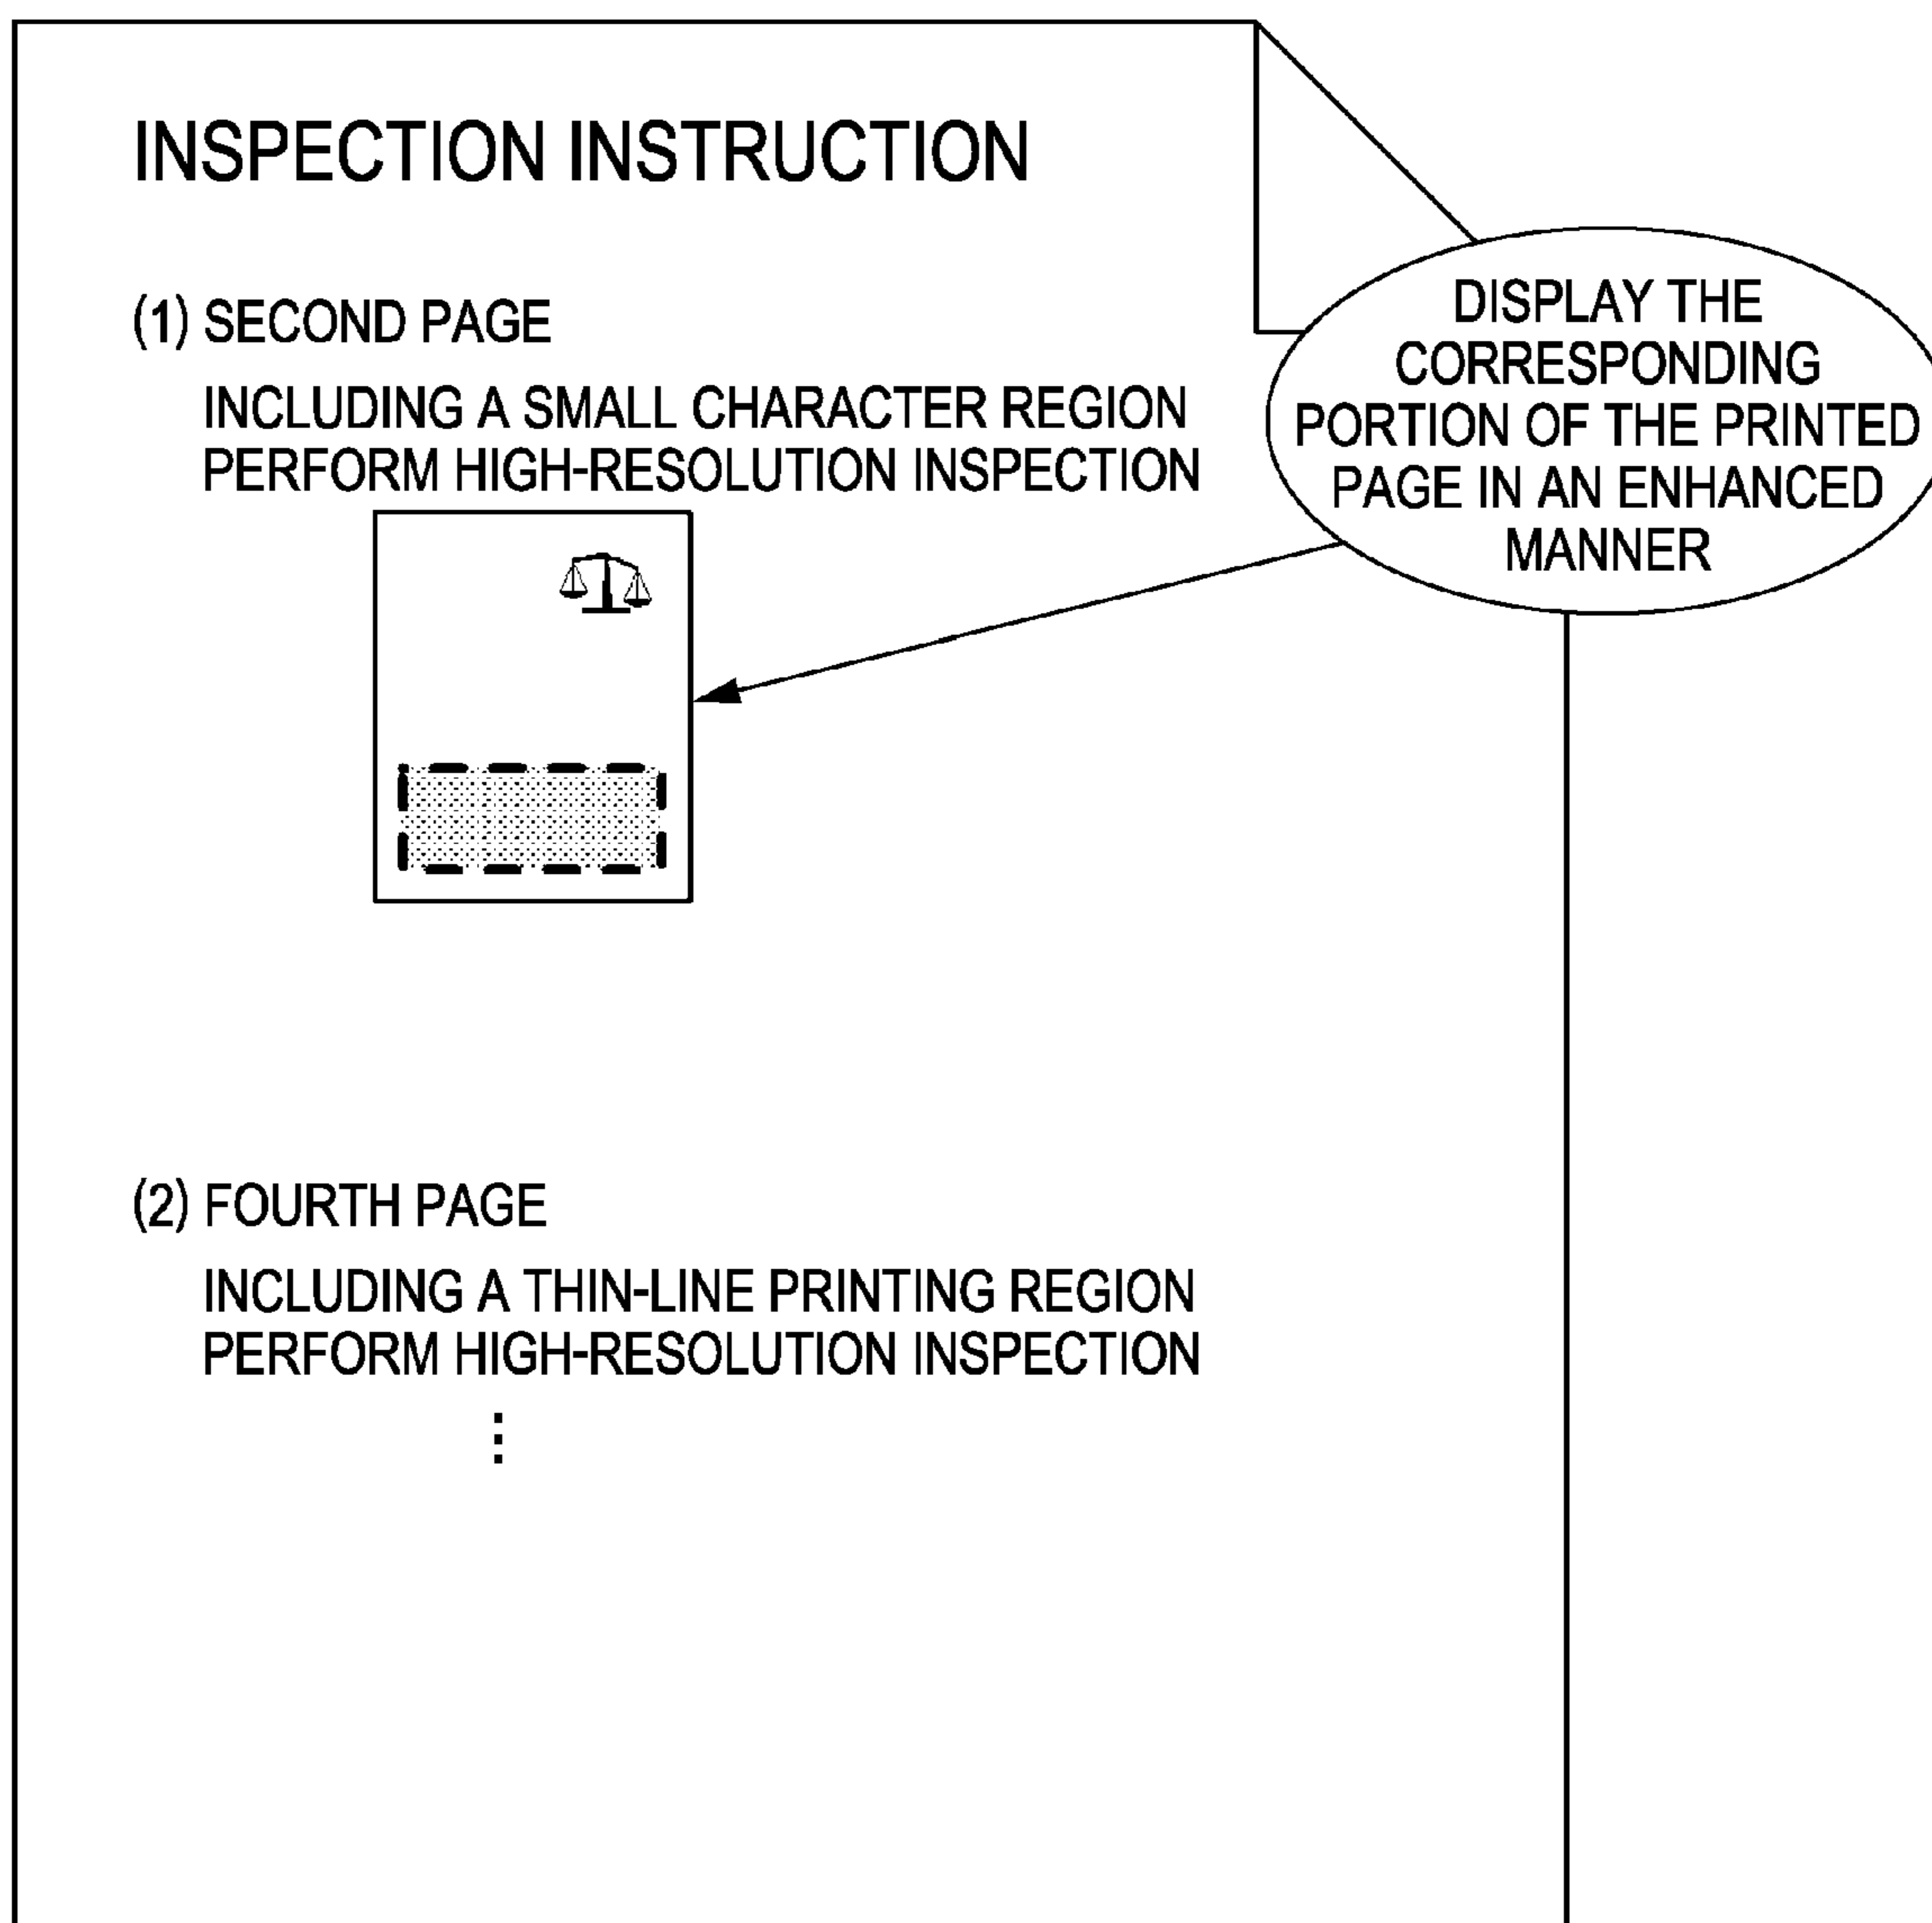 INSPECTION INSTRUCTION
(1) SECOND PAGE
INCLUDING A SMALL CHARACTER REGION
PERFORM HIGH-RESOLUTION INSPECTION
DISPLAY THE
CORRESPONDING
PORTION OF THE PRINTED
PAGE IN AN ENHANCED
MANNER
(2) FOURTH PAGE
INCLUDING A THIN-LINE PRINTING REGION
PERFORM HIGH-RESOLUTION INSPECTION
⋮